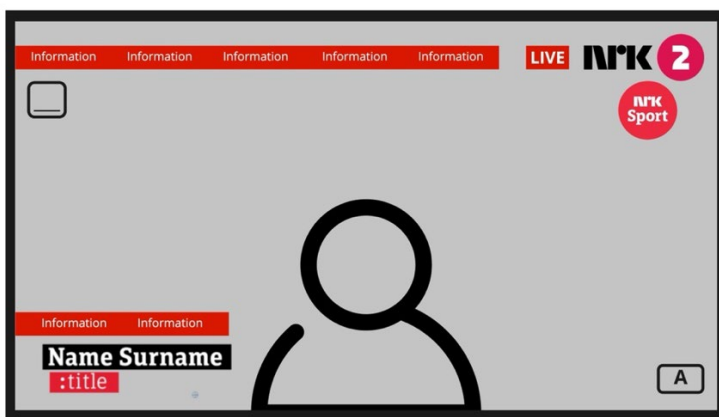 Information Information Information Information Information LIVE NRK 2
NRK
Sport
Information Information
Name Surname
:title
A